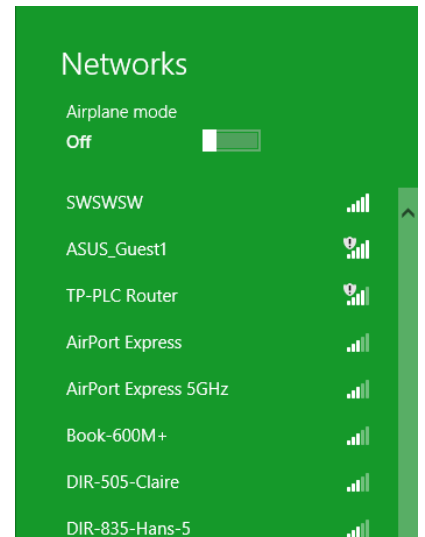 Networks
Airplane mode
Off
SWSWSW
ASUS_Guest1
TP-PLC Router
AirPort Express
AirPort Express 5GHz
Book-600M+
DIR-505-Claire
DIR-835-Hans-5